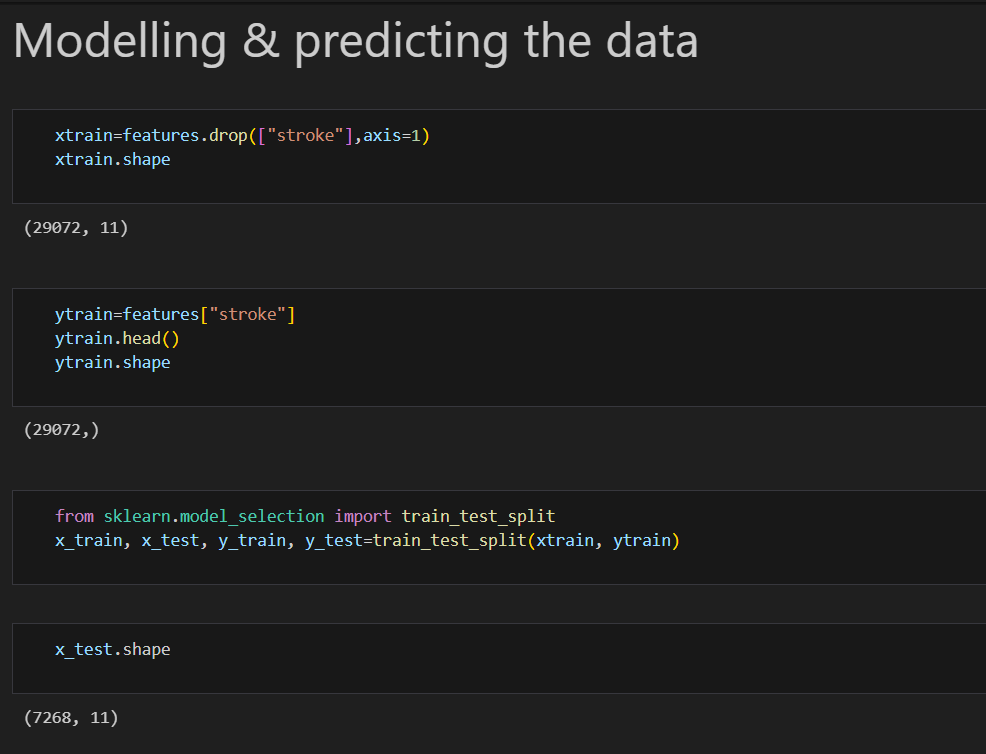 Modelling & predicting the data
xtrain=features.drop(["stroke"],axis=1)
xtrain.shape
(29072, 11)
ytrain=features["stroke"]
ytrain.head()
ytrain.shape
(29072,)
from sklearn.model_selection import train_test_split
x_train, x_test, y_train, y_test=train_test_split(xtrain, ytrain)
x_test.shape
(7268, 11)